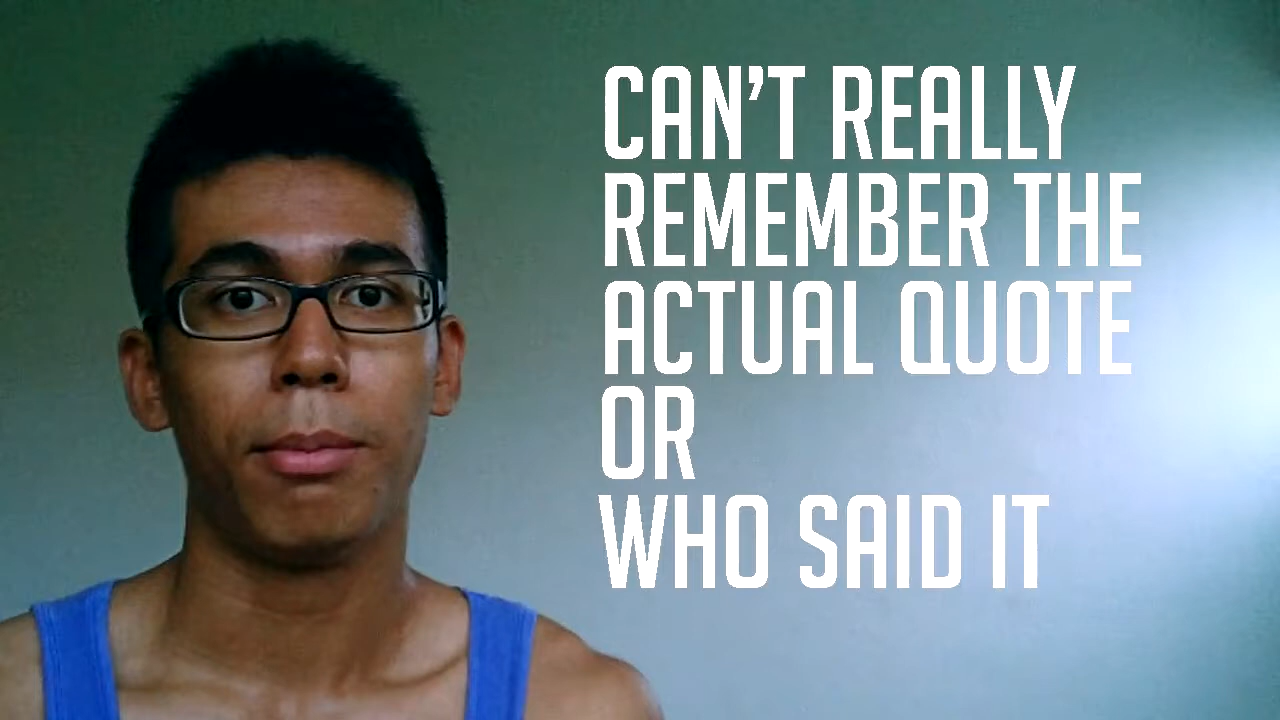 CAN'T REALLY
REMEMBER THE
ACTUAL QUOTE
OR
WHO SAID IT